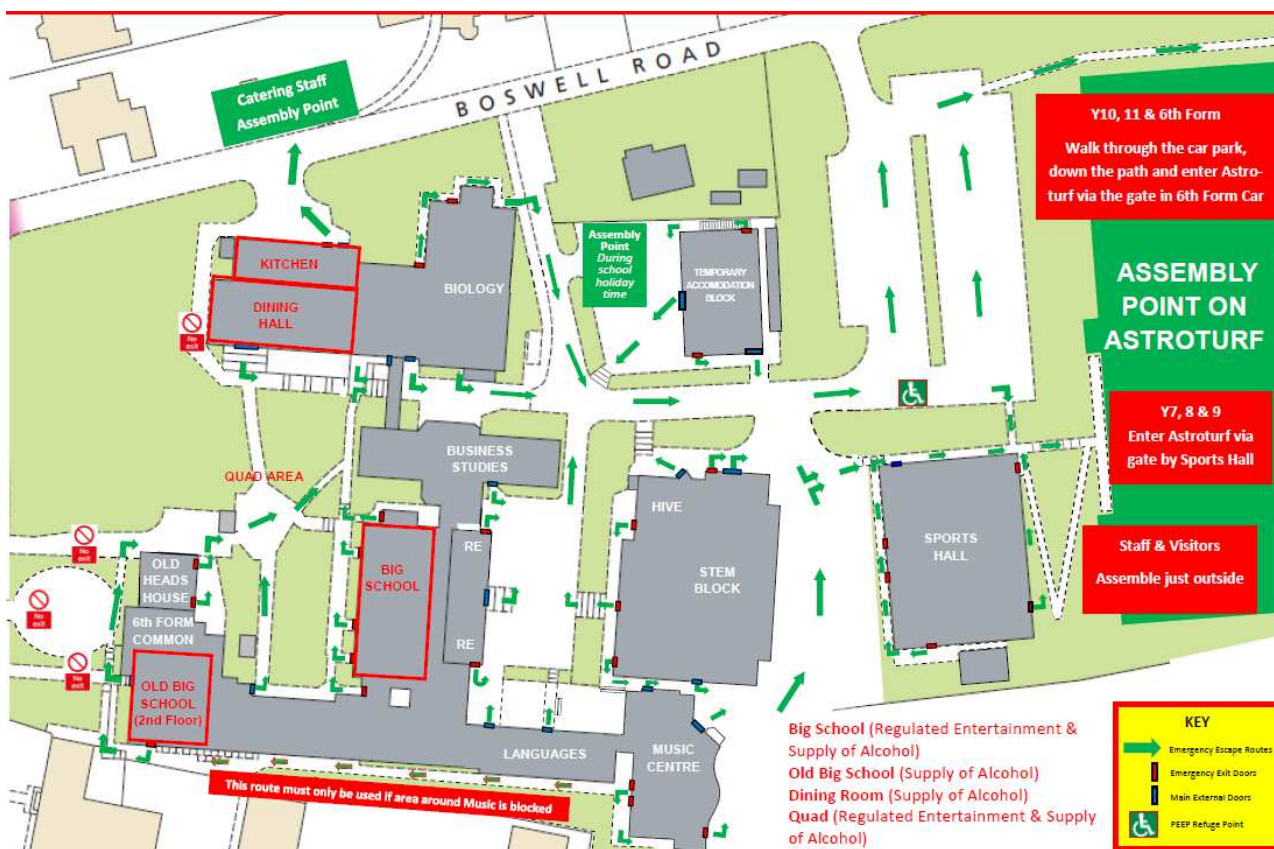 BOSWELL ROAD
Catering Staff
Assembly Point
Y10, 11 & 6th Form
Walk through the car park,
down the path and enter Astro-
turf via the gate in 6th Form Car
Assembly
Point
During
school
holiday
time
TEMPORARY
ACCOMODATION
BLOCK
KITCHEN
DINING
HALL
BIOLOGY
ASSEMBLY
POINT ON
ASTROTURF
No
exit
Y7, 8 & 9
Enter Astroturf via
gate by Sports Hall
BUSINESS
STUDIES
QUAD AREA
HIVE
STEM
BLOCK
SPORTS
HALL
Staff & Visitors
Assemble just outside
No
exit
OLD
HEADS
HOUSE
RE
BIG
SCHOOL
No
exit
6th FORM
COMMON
RE
No
exit
OLD BIG
SCHOOL
(2nd Floor)
LANGUAGES
MUSIC
CENTRE
This route must only be used if area around Music is blocked
Big School (Regulated Entertainment &
Supply of Alcohol)
Old Big School (Supply of Alcohol)
Dining Room (Supply of Alcohol)
Quad (Regulated Entertainment & Supply
of Alcohol)
KEY
Emergency Escape Routes
Emergency Exit Doors
Main External Doors
PEEP Refuge Point